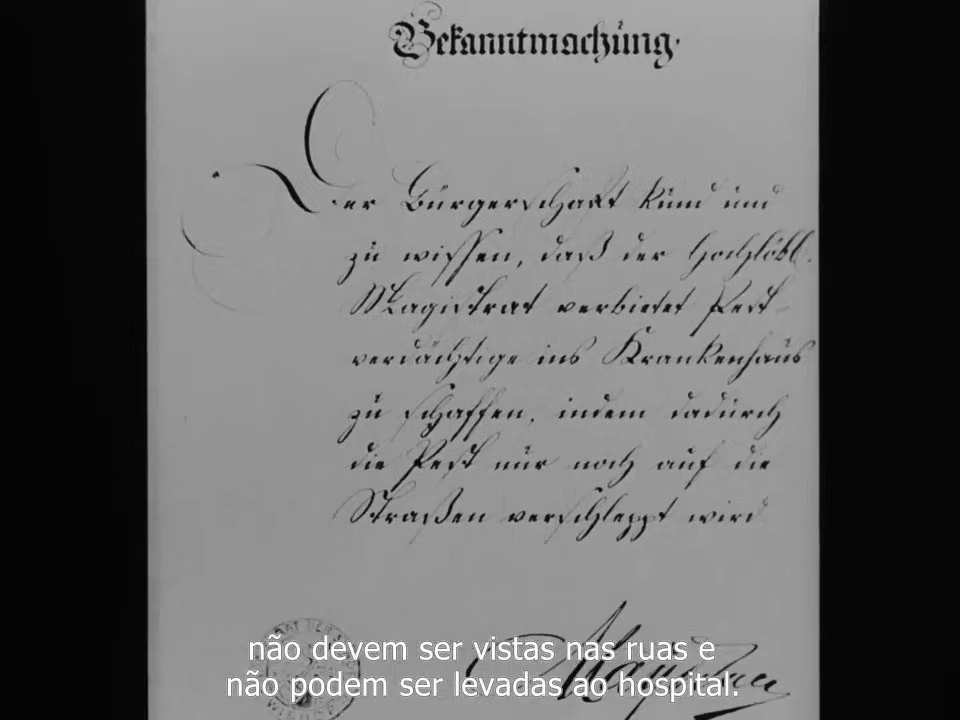 Bekanntmachung.
Der Bürgerschaft kund und
zu wissen, daß der Hochlöbl.
Magistrat verbietet Pest-
verdächtige ins Krankenhaus
zu schaffen, indem dadurch
die Pest nur noch auf die
Straßen verschleppt wird
não devem ser vistas nas ruas e
não podem ser levadas ao hospital.